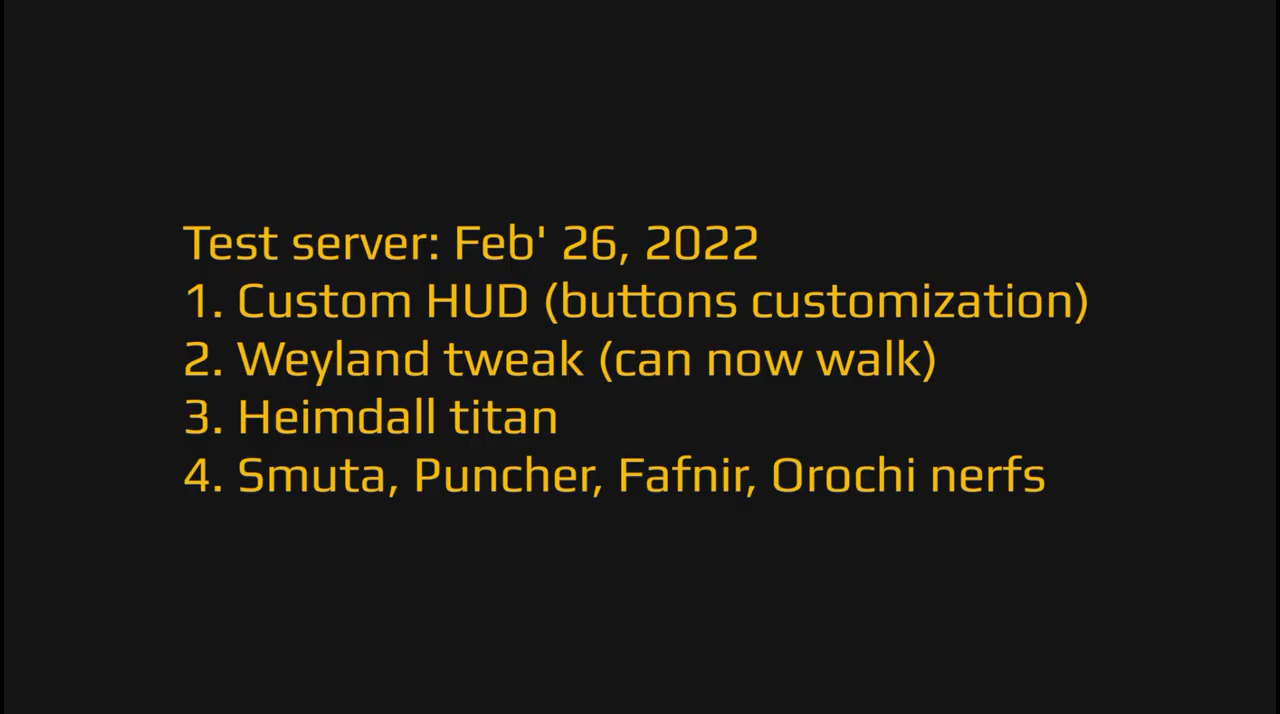 Test server: Feb' 26, 2022
1. Custom HUD (buttons customization)
2. Weyland tweak (can now walk)
3. Heimdall titan
4. Smuta, Puncher, Fafnir, Orochi nerfs